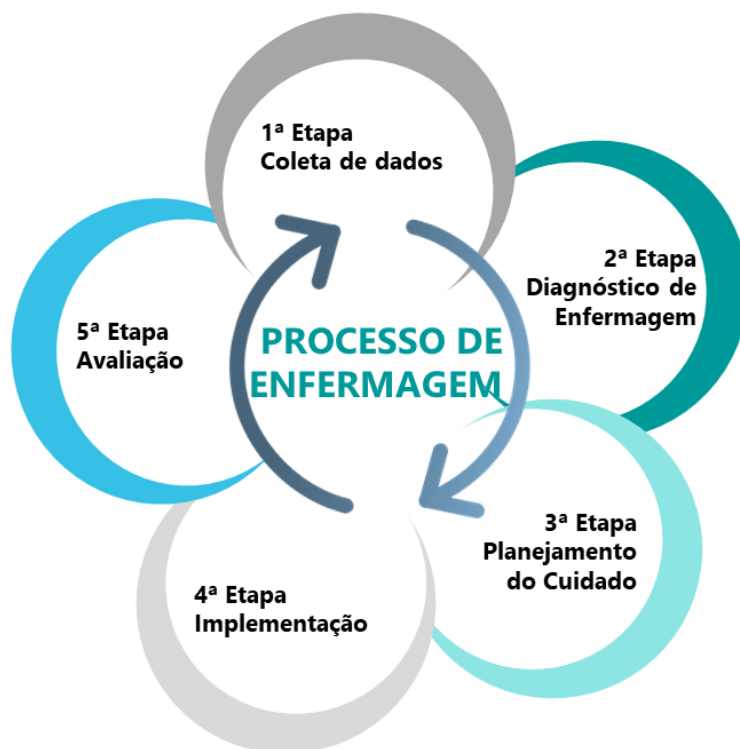 1ª Etapa
Coleta de dados
2ª Etapa
Diagnóstico de
Enfermagem
PROCESSO DE
ENFERMAGEM
5ª Etapa
Avaliação
3ª Etapa
Planejamento
do Cuidado
4ª Etapa
Implementação